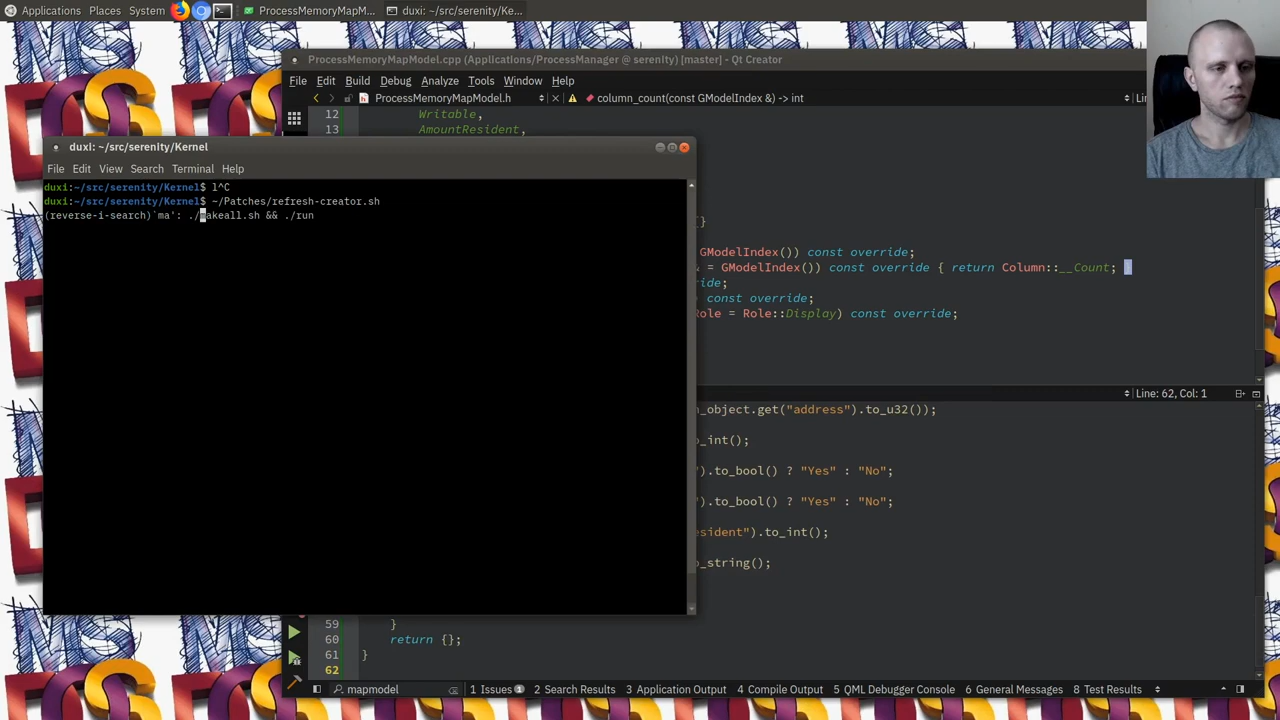 Applications Places System ProcessMemoryMapM... duxi: ~/src/serenity/Ke...
ProcessMemoryMapModel.cpp (Applications/ProcessManager @ serenity) [master] - Qt Creator
File Edit Build Debug Analyze Tools Window Help
ProcessMemoryMapModel.h column_count(const GModelIndex &) -> int Lin
12 Writable,
13 AmountResident,
duxi: ~/src/serenity/Kernel
File Edit View Search Terminal Help
duxi:~/src/serenity/Kernel$ l^C
duxi:~/src/serenity/Kernel$ ~/Patches/refresh-creator.sh
(reverse-i-search)`ma': ./makeall.sh && ./run
{}
GModelIndex()) const override;
& = GModelIndex()) const override { return Column::__Count; }
ride;
) const override;
Role = Role::Display) const override;
Line: 62, Col: 1
n_object.get("address").to_u32());
o_int();
").to_bool() ? "Yes" : "No";
").to_bool() ? "Yes" : "No";
esident").to_int();
o_string();
59 }
60 return {};
61 }
62
mapmodel 1 Issues 1 2 Search Results 3 Application Output 4 Compile Output 5 QML Debugger Console 6 General Messages 8 Test Results